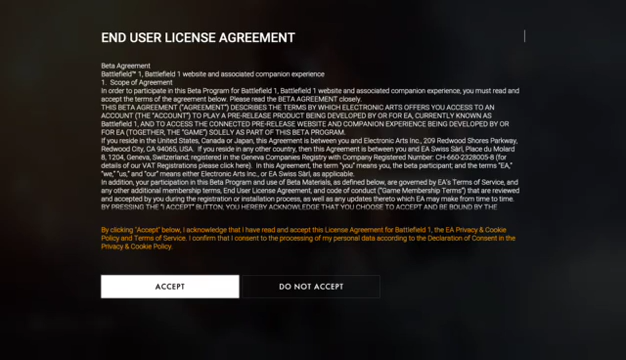 END USER LICENSE AGREEMENT
Beta Agreement
Battlefield™ 1, Battlefield 1 website and associated companion experience
1. Scope of Agreement
In order to participate in this Beta Program for Battlefield 1, Battlefield 1 website and associated companion experience, you must read and
accept the terms of the agreement below. Please read the BETA AGREEMENT closely.
THIS BETA AGREEMENT ("AGREEMENT") DESCRIBES THE TERMS BY WHICH ELECTRONIC ARTS OFFERS YOU ACCESS TO AN
ACCOUNT (THE "ACCOUNT") TO PLAY A PRE-RELEASE PRODUCT BEING DEVELOPED BY OR FOR EA, CURRENTLY KNOWN AS
Battlefield 1, AND TO ACCESS THE CONNECTED PRE-RELEASE WEBSITE AND COMPANION EXPERIENCE BEING DEVELOPED BY OR
FOR EA (TOGETHER, THE "GAME") SOLELY AS PART OF THIS BETA PROGRAM.
If you reside in the United States, Canada or Japan, this Agreement is between you and Electronic Arts Inc., 209 Redwood Shores Parkway,
Redwood City, CA 94065, USA. If you reside in any other country, then this Agreement is between you and EA Swiss Sàrl, Place du Molard
8, 1204, Geneva, Switzerland; registered in the Geneva Companies Registry with Company Registered Number: CH-660-2328005-8 (for
details of our VAT Registrations please click here). In this Agreement, the term "you" means you, the beta participant; and the terms "EA,"
"we," "us," and "our" means Electronic Arts Inc., or EA Swiss Sàrl, as applicable.
In addition, your participation in this Beta Program and use of Beta Materials, as defined below, are governed by EA's Terms of Service, and
any other additional membership terms, End User License Agreement, and code of conduct ("Game Membership Terms") that are reviewed
and accepted by you during the registration or installation process, as well as any updates thereto which EA may make from time to time.
BY PRESSING THE "I ACCEPT" BUTTON, YOU HEREBY ACKNOWLEDGE THAT YOU CHOOSE TO ACCEPT AND BE BOUND BY THE
By clicking "Accept" below, I acknowledge that I have read and accept this License Agreement for Battlefield 1, the EA Privacy & Cookie
Policy and Terms of Service. I confirm that I consent to the processing of my personal data according to the Declaration of Consent in the
Privacy & Cookie Policy.
ACCEPT
DO NOT ACCEPT